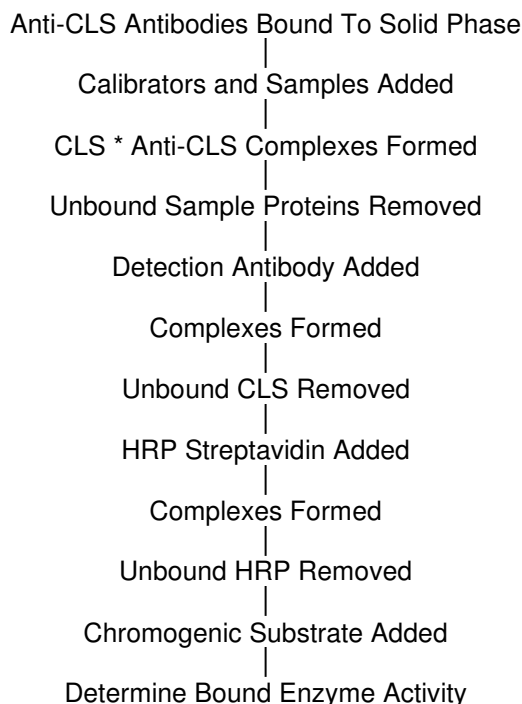 Anti-CLS Antibodies Bound To Solid Phase
Calibrators and Samples Added
CLS * Anti-CLS Complexes Formed
Unbound Sample Proteins Removed
Detection Antibody Added
Complexes Formed
Unbound CLS Removed
HRP Streptavidin Added
Complexes Formed
Unbound HRP Removed
Chromogenic Substrate Added
Determine Bound Enzyme Activity